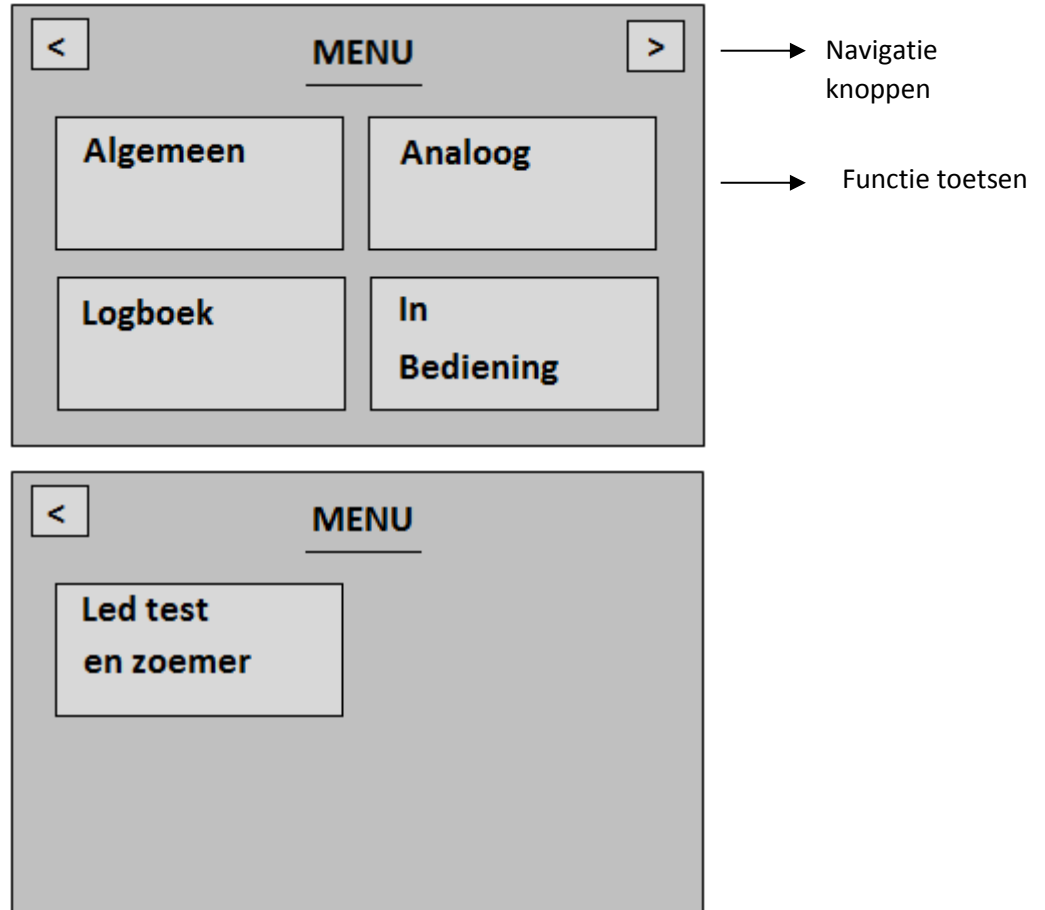 < MENU >
Navigatie
knoppen
Algemeen
Analoog
Functie toetsen
Logboek
In
Bediening
< MENU
Led test
en zoemer